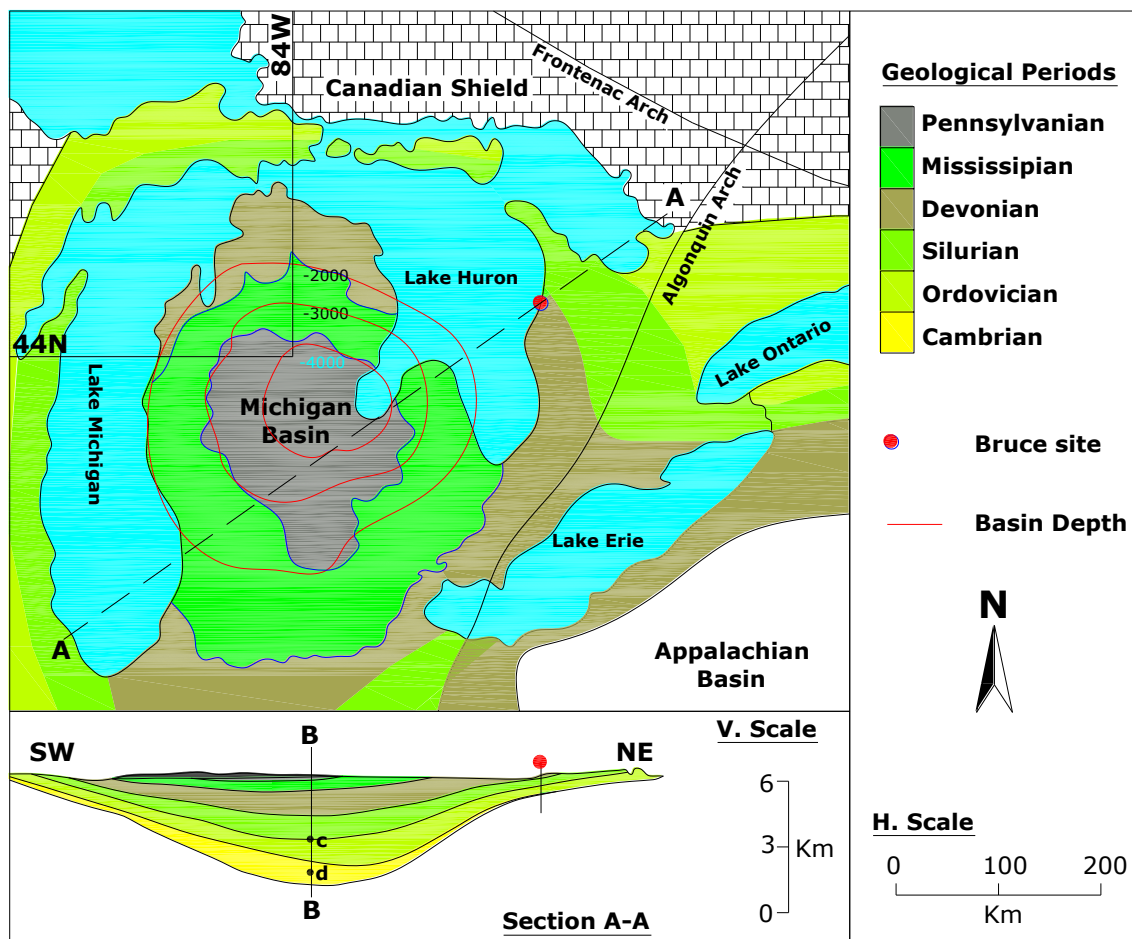 84W
Frontenac Arch
Canadian Shield
A
Algonquin Arch
Lake Huron
-2000
-3000
44N
-4000
Lake Michigan
Michigan
Basin
Lake Ontario
Lake Erie
A
Appalachian
Basin
Geological Periods
Pennsylvanian
Mississipian
Devonian
Silurian
Ordovician
Cambrian
Bruce site
Basin Depth
N
B
SW
NE
c
d
B
Section A-A
V. Scale
6
3
Km
0
H. Scale
0 100 200
Km